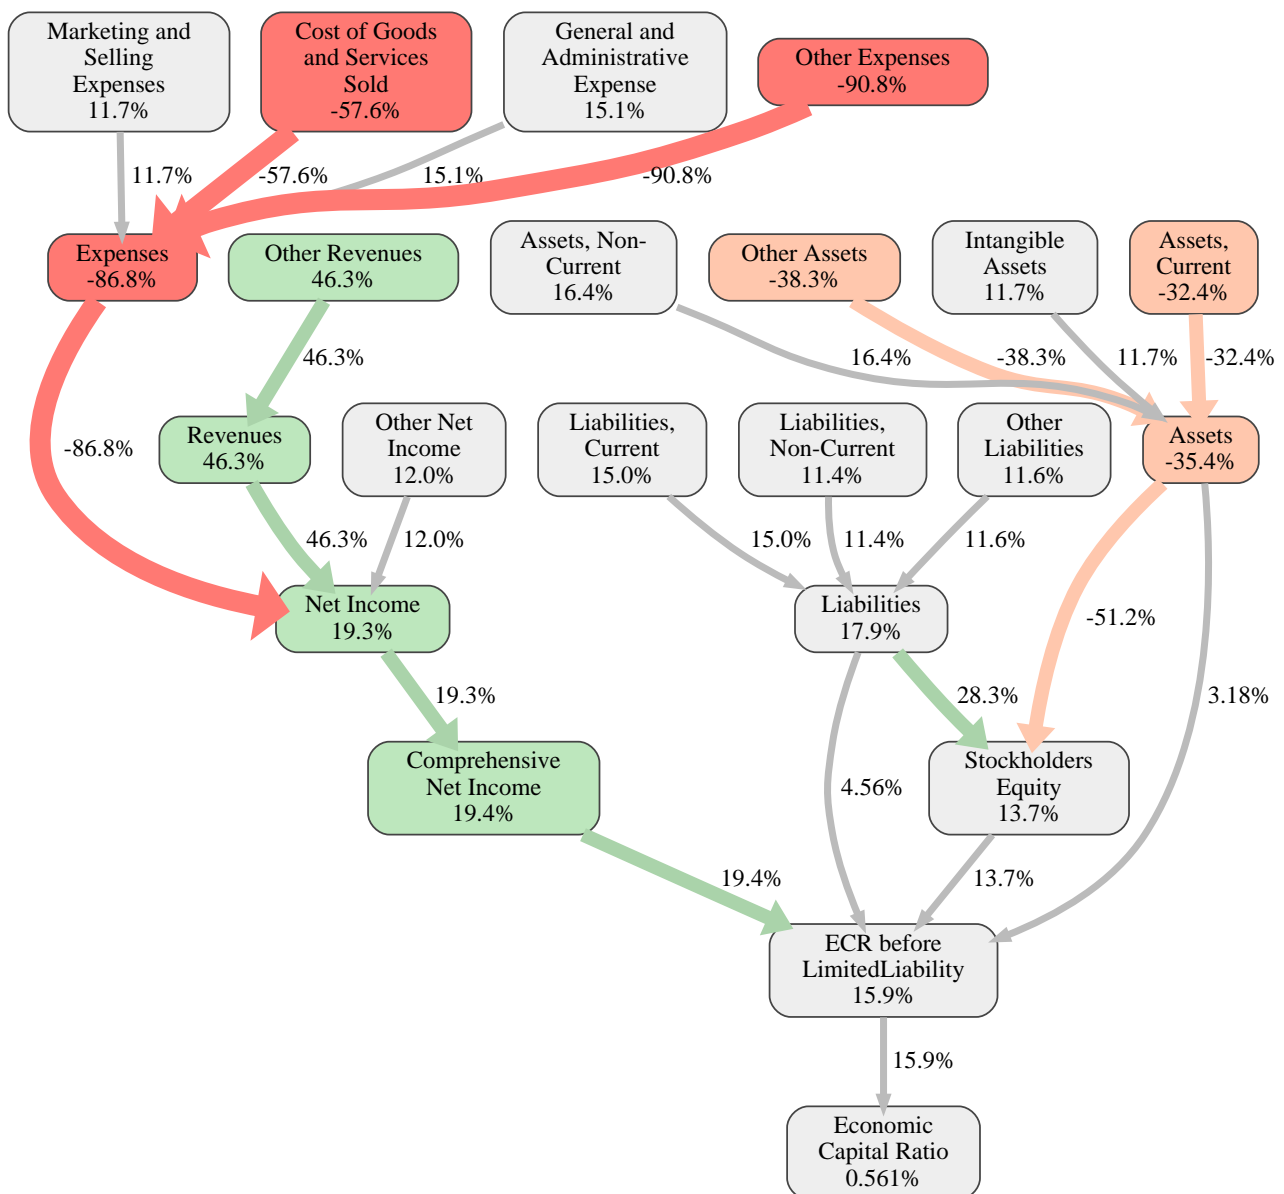 Marketing and
Selling
Expenses
11.7%
Cost of Goods
and Services
Sold
-57.6%
General and
Administrative
Expense
15.1%
Other Expenses
-90.8%
11.7%
-57.6%
15.1%
-90.8%
Expenses
-86.8%
Other Revenues
46.3%
Assets, Non-
Current
16.4%
Other Assets
-38.3%
Intangible
Assets
11.7%
Assets,
Current
-32.4%
46.3%
16.4%
-38.3%
11.7%
-32.4%
-86.8%
Revenues
46.3%
Other Net
Income
12.0%
Liabilities,
Current
15.0%
Liabilities,
Non-Current
11.4%
Other
Liabilities
11.6%
Assets
-35.4%
46.3%
12.0%
15.0%
11.4%
11.6%
-51.2%
Net Income
19.3%
Liabilities
17.9%
19.3%
28.3%
3.18%
Comprehensive
Net Income
19.4%
4.56%
Stockholders
Equity
13.7%
19.4%
13.7%
ECR before
LimitedLiability
15.9%
15.9%
Economic
Capital Ratio
0.561%